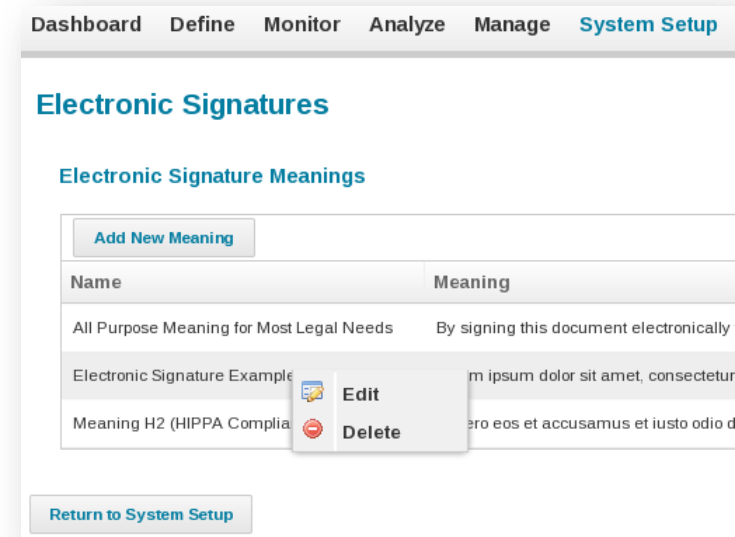 Dashboard Define Monitor Analyze Manage System Setup
Electronic Signatures
Electronic Signature Meanings
Add New Meaning
Name Meaning
All Purpose Meaning for Most Legal Needs By signing this document electronically
Electronic Signature Example ipsum dolor sit amet, consectetur
Edit
Meaning H2 (HIPPA eos et accusamus et iusto odio
Delete
Return to System Setup